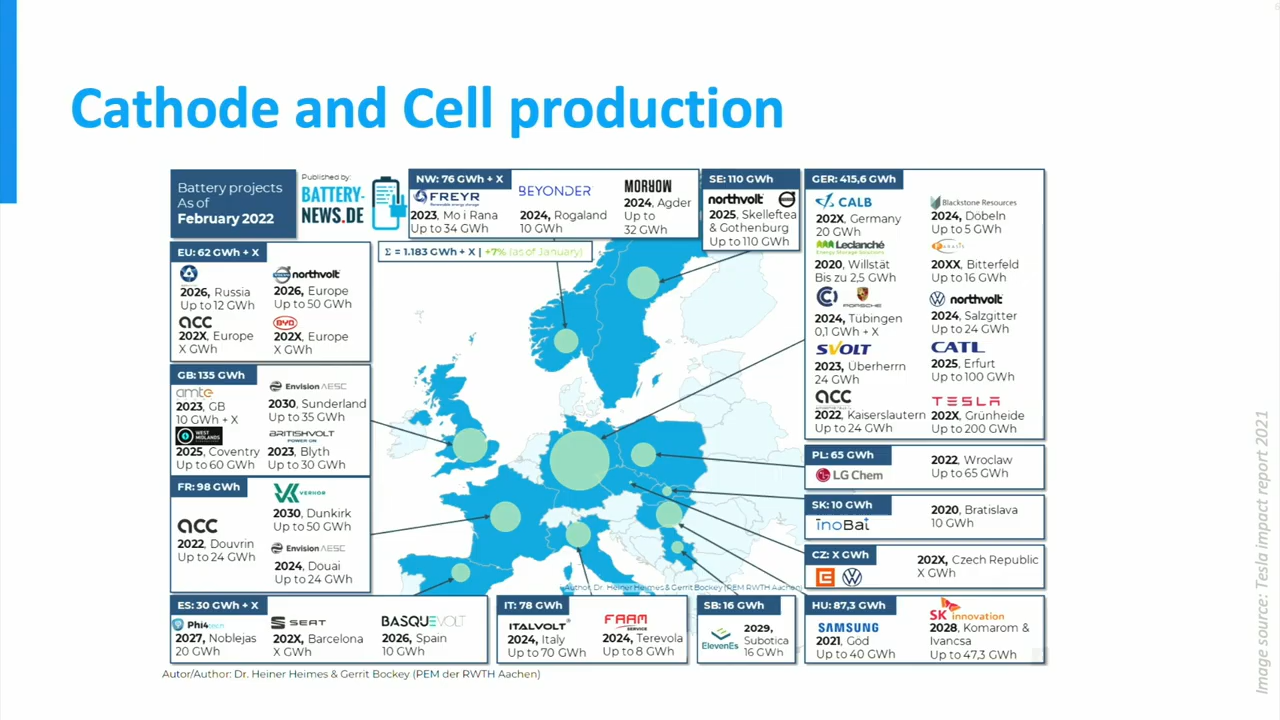 Cathode and Cell production
Battery projects
As of
February 2022
Published by:
BATTERY-
NEWS.DE
NW: 76 GWh + X
FREYR
2023, Mo i Rana
Up to 34 GWh
BEYONDER
2024, Rogaland
10 GWh
MORROW
2024, Agder
Up to
32 GWh
SE: 110 GWh
northvolt
2025, Skelleftea
& Gothenburg
Up to 110 GWh
Σ = 1.183 GWh + X | +7% (as of January)
EU: 62 GWh + X
2026, Russia
Up to 12 GWh
northvolt
2026, Europe
Up to 50 GWh
acc
202X, Europe
X GWh
BYD
202X, Europe
X GWh
GB: 135 GWh
amte
2023, GB
10 GWh + X
Envision AESC
2030, Sunderland
Up to 35 GWh
WEST
MIDLANDS
2025, Coventry
Up to 60 GWh
BRITISHVOLT
POWER ON
2023, Blyth
Up to 30 GWh
FR: 98 GWh
acc
2022, Douvrin
Up to 24 GWh
VERKOR
2030, Dunkirk
Up to 50 GWh
Envision AESC
2024, Douai
Up to 24 GWh
GER: 415,6 GWh
CALB
202X, Germany
20 GWh
Blackstone Resources
2024, Döbeln
Up to 5 GWh
Leclanché
2020, Willstät
Bis zu 2,5 GWh
20XX, Bitterfeld
Up to 16 GWh
PORSCHE
2024, Tübingen
0,1 GWh + X
northvolt
2024, Salzgitter
Up to 24 GWh
SVOLT
2023, Überherrn
24 GWh
CATL
2025, Erfurt
Up to 100 GWh
acc
2022, Kaiserslautern
Up to 24 GWh
TESLA
202X, Grünheide
Up to 200 GWh
PL: 65 GWh
LG Chem
2022, Wroclaw
Up to 65 GWh
SK: 10 GWh
inoBat
2020, Bratislava
10 GWh
CZ: X GWh
202X, Czech Republic
X GWh
Author: Dr. Heiner Heimes & Gerrit Bockey (PEM RWTH Aachen)
ES: 30 GWh + X
Phi4tech
2027, Noblejas
20 GWh
SEAT
202X, Barcelona
X GWh
BASQUEVOLT
2026, Spain
10 GWh
IT: 78 GWh
ITALVOLT
2024, Italy
Up to 70 GWh
FAAM
SERVICE
2024, Terevola
Up to 8 GWh
SB: 16 GWh
ElevenEs
2029,
Subotica
16 GWh
HU: 87,3 GWh
SAMSUNG
2021, Göd
Up to 40 GWh
SK innovation
2028, Komarom &
Ivancsa
Up to 47,3 GWh
Autor/Author: Dr. Heiner Heimes & Gerrit Bockey (PEM der RWTH Aachen)
Image source: Tesla impact report 2021